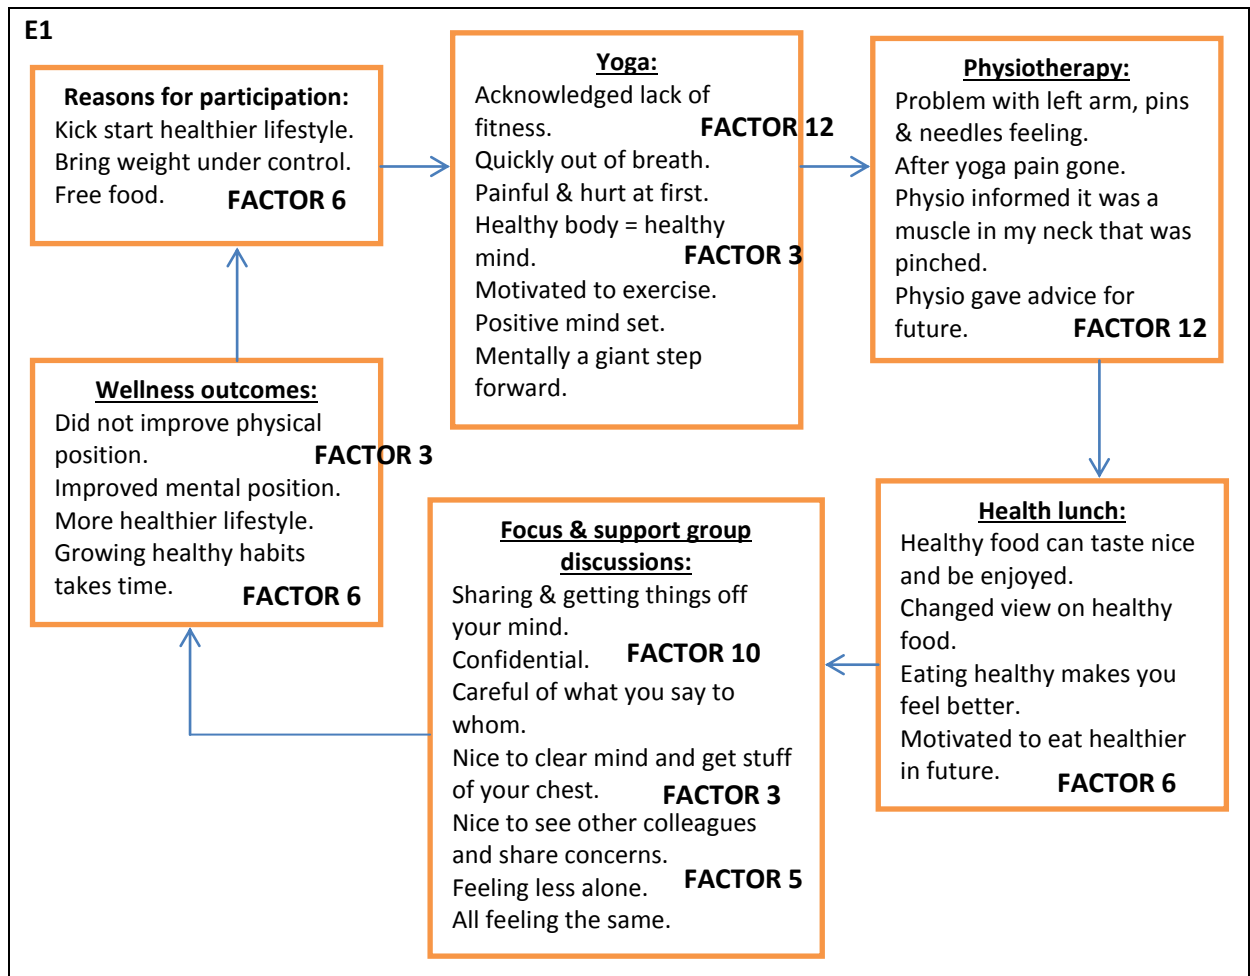 E1
Reasons for participation:
Kick start healthier lifestyle.
Bring weight under control.
Free food.
FACTOR 6
Yoga:
Acknowledged lack of
fitness.
FACTOR 12
Quickly out of breath.
Painful & hurt at first.
Healthy body = healthy
mind.
FACTOR 3
Motivated to exercise.
Positive mind set.
Mentally a giant step
forward.
Physiotherapy:
Problem with left arm, pins
& needles feeling.
After yoga pain gone.
Physio informed it was a
muscle in my neck that was
pinched.
Physio gave advice for
future.
FACTOR 12
Health lunch:
Healthy food can taste nice
and be enjoyed.
Changed view on healthy
food.
Eating healthy makes you
feel better.
Motivated to eat healthier
in future.
FACTOR 6
Focus & support group
discussions:
Sharing & getting things off
your mind.
Confidential.
FACTOR 10
Careful of what you say to
whom.
Nice to clear mind and get stuff
of your chest.
FACTOR 3
Nice to see other colleagues
and share concerns.
Feeling less alone.
FACTOR 5
All feeling the same.
Wellness outcomes:
Did not improve physical
position.
FACTOR 3
Improved mental position.
More healthier lifestyle.
Growing healthy habits
takes time.
FACTOR 6